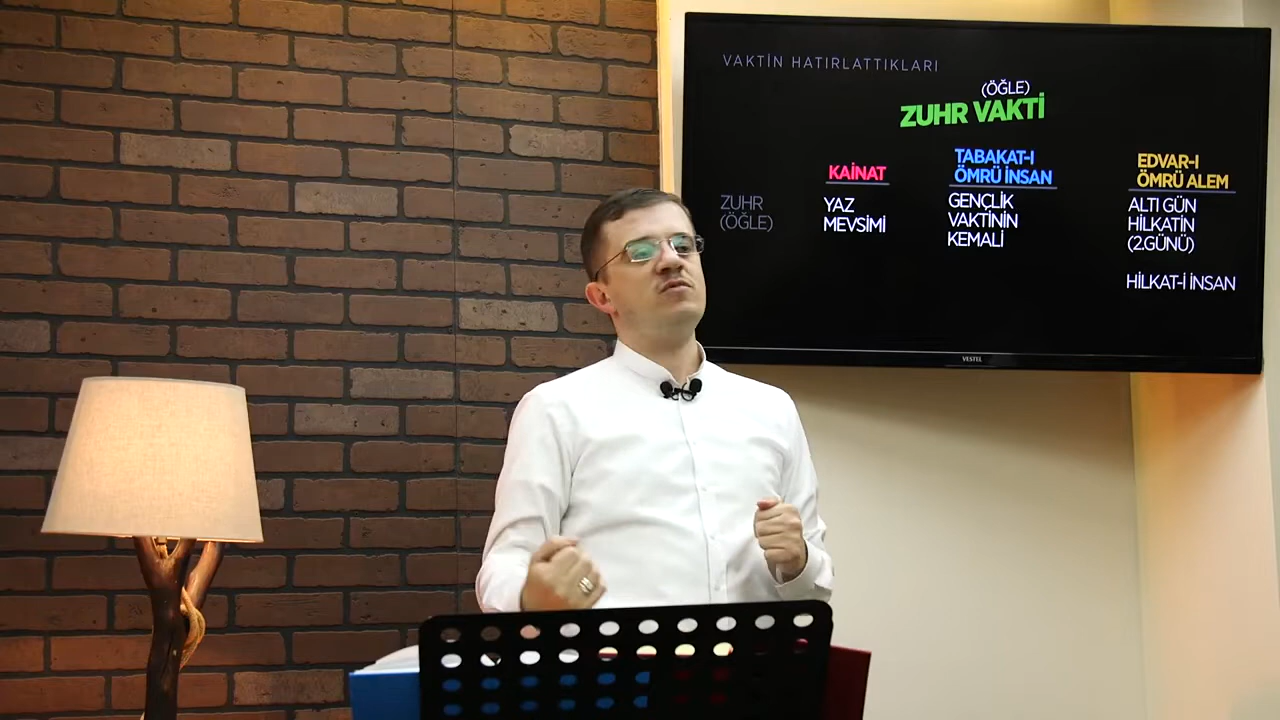 VAKTİN HATIRLATTIKLARI
(ÖĞLE)
ZUHR VAKTİ
KAİNAT
TABAKAT-I
ÖMRÜ İNSAN
EDVAR-I
ÖMRÜ ALEM
ZUHR
(ÖĞLE)
YAZ
MEVSİMİ
GENÇLİK
VAKTİNİN
KEMALİ
ALTI GÜN
HİLKATİN
(2.GÜNÜ)
HİLKAT-İ İNSAN
VESTEL